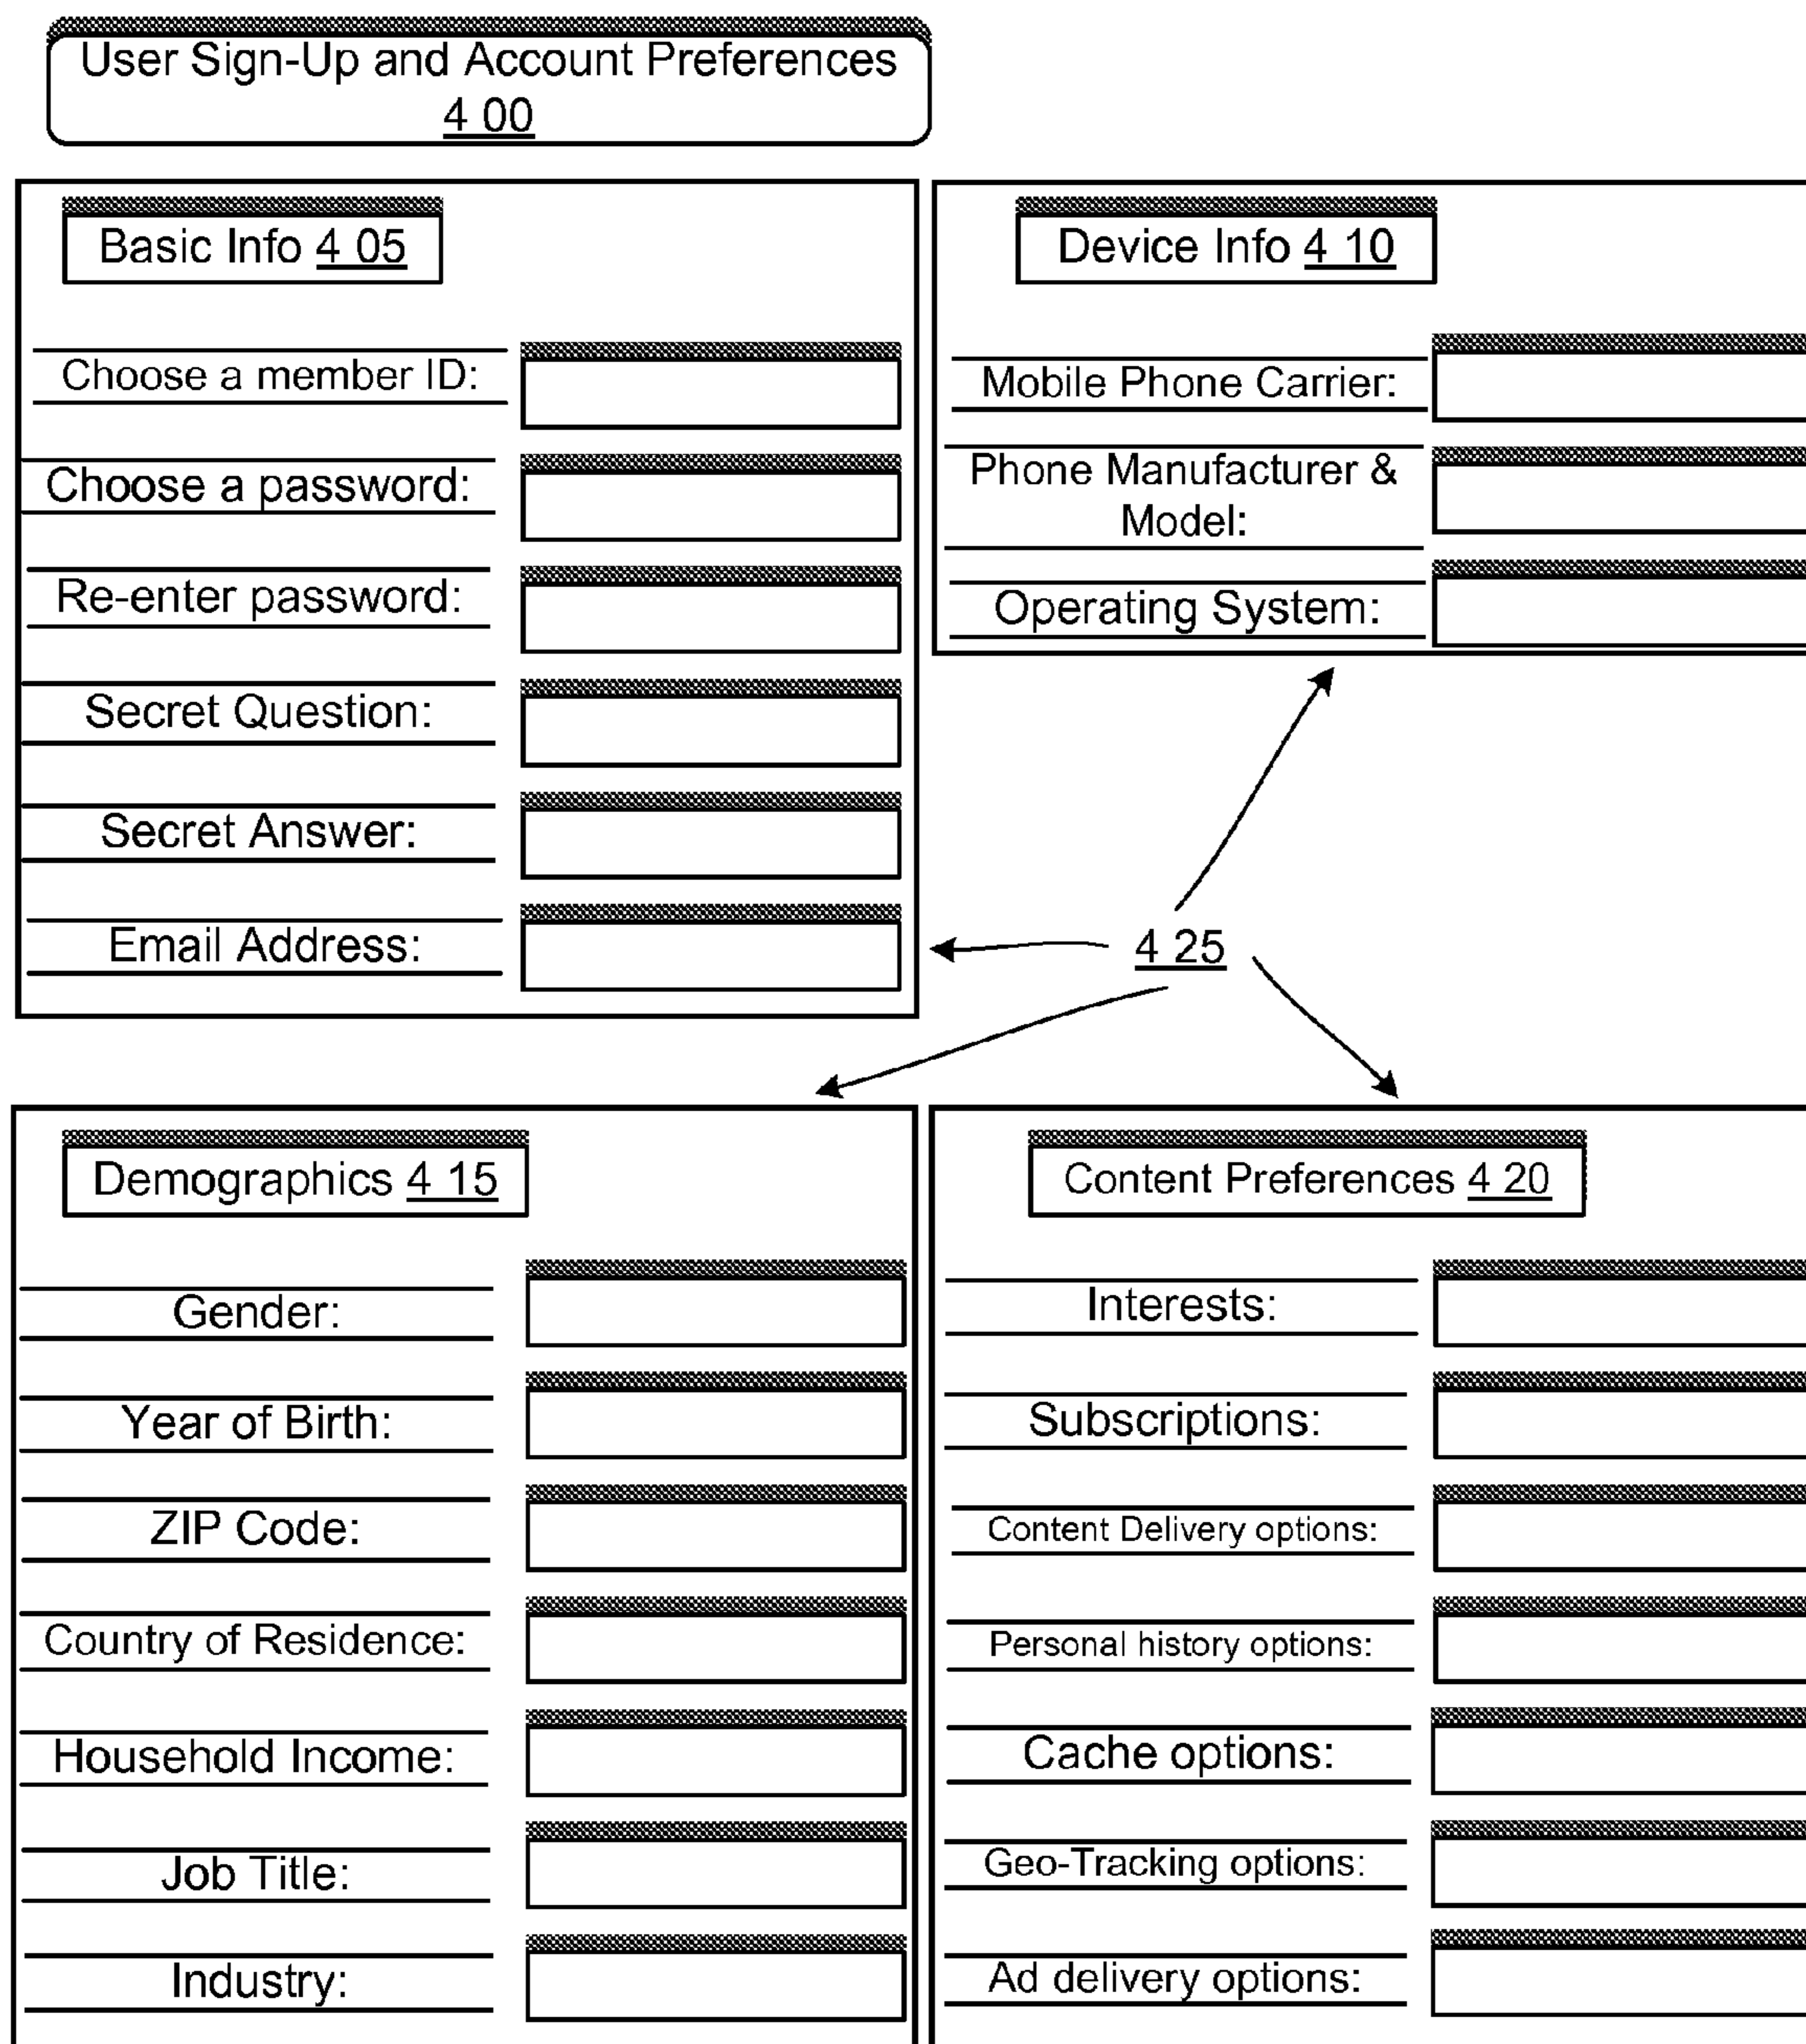 User Sign-Up and Account Preferences
4 00
Basic Info 4 05
Choose a member ID:
Choose a password:
Re-enter password:
Secret Question:
Secret Answer:
Email Address:
Device Info 4 10
Mobile Phone Carrier:
Phone Manufacturer &
Model:
Operating System:
4 25
Demographics 4 15
Gender:
Year of Birth:
ZIP Code:
Country of Residence:
Household Income:
Job Title:
Industry:
Content Preferences 4 20
Interests:
Subscriptions:
Content Delivery options:
Personal history options:
Cache options:
Geo-Tracking options:
Ad delivery options: